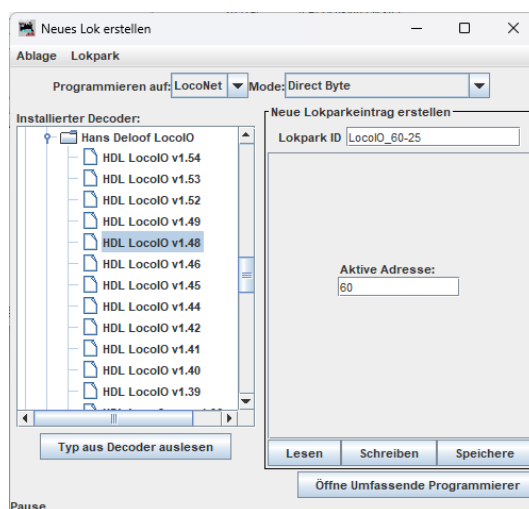 Neues Lok erstellen
Ablage Lokpark
Programmieren auf: LocoNet Mode: Direct Byte
Installierter Decoder:
Hans Deloof LocoIO
HDL LocoIO v1.54
HDL LocoIO v1.53
HDL LocoIO v1.52
HDL LocoIO v1.49
HDL LocoIO v1.48
HDL LocoIO v1.46
HDL LocoIO v1.45
HDL LocoIO v1.44
HDL LocoIO v1.42
HDL LocoIO v1.41
HDL LocoIO v1.40
HDL LocoIO v1.39
Typ aus Decoder auslesen
Neue Lokparkeintrag erstellen
Lokpark ID LocoIO_60-25
Aktive Adresse:
60
Lesen Schreiben Speichere
Öffne Umfassende Programmierer
Pause